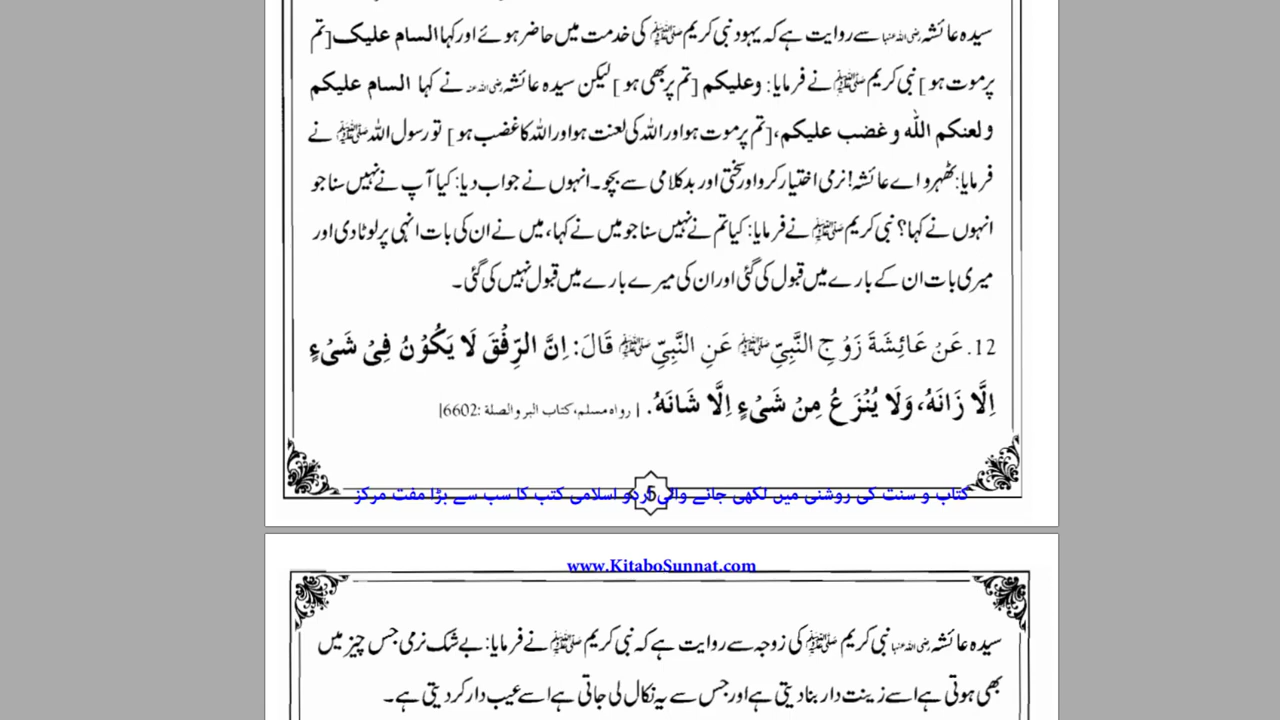 سیدہ عائشہ رضی اللہ عنہا سے روایت ہے کہ یہود نبی کریم ﷺ کی خدمت میں حاضر ہوئے اور کہا السام علیک [تم
پر موت ہو] نبی کریم ﷺ نے فرمایا: وعلیکم [تم پر بھی ہو] لیکن سیدہ عائشہ رضی اللہ عنہ نے کہا السام علیکم
ولعنکم اللہ وغضب علیکم، [تم پر موت ہو اور اللہ کی لعنت ہو اور اللہ کا غضب ہو] تو رسول اللہ ﷺ نے
فرمایا: ٹھہرو اے عائشہ! نرمی اختیار کرو اور سختی اور بدکلامی سے بچو۔ انہوں نے جواب دیا: کیا آپ نے نہیں سنا جو
انہوں نے کہا؟ نبی کریم ﷺ نے فرمایا: کیا تم نے نہیں سنا جو میں نے کہا، میں نے ان کی بات انہی پر لوٹا دی اور
میری بات ان کے بارے میں قبول کی گئی اور ان کی میرے بارے میں قبول نہیں کی گئی۔
12. عَنْ عَائِشَةَ زَوْجِ النَّبِيِّ ﷺ عَنِ النَّبِيِّ ﷺ قَالَ: اِنَّ الرِّفْقَ لَا يَكُوْنُ فِىْ شَىْءٍ
اِلَّا زَانَهُ، وَلَا يُنْزَعُ مِنْ شَىْءٍ اِلَّا شَانَهُ. [رواہ مسلم، کتاب البر والصلة :6602]
5
کتاب و سنت کی روشنی میں لکھی جانے والی اردو اسلامی کتب کا سب سے بڑا مفت مرکز
www.KitaboSunnat.com
سیدہ عائشہ رضی اللہ عنہا نبی کریم ﷺ کی زوجہ سے روایت ہے کہ نبی کریم ﷺ نے فرمایا: بے شک نرمی جس چیز میں
بھی ہوتی ہے اسے زینت دار بنا دیتی ہے اور جس سے یہ نکال لی جاتی ہے اسے عیب دار کر دیتی ہے۔